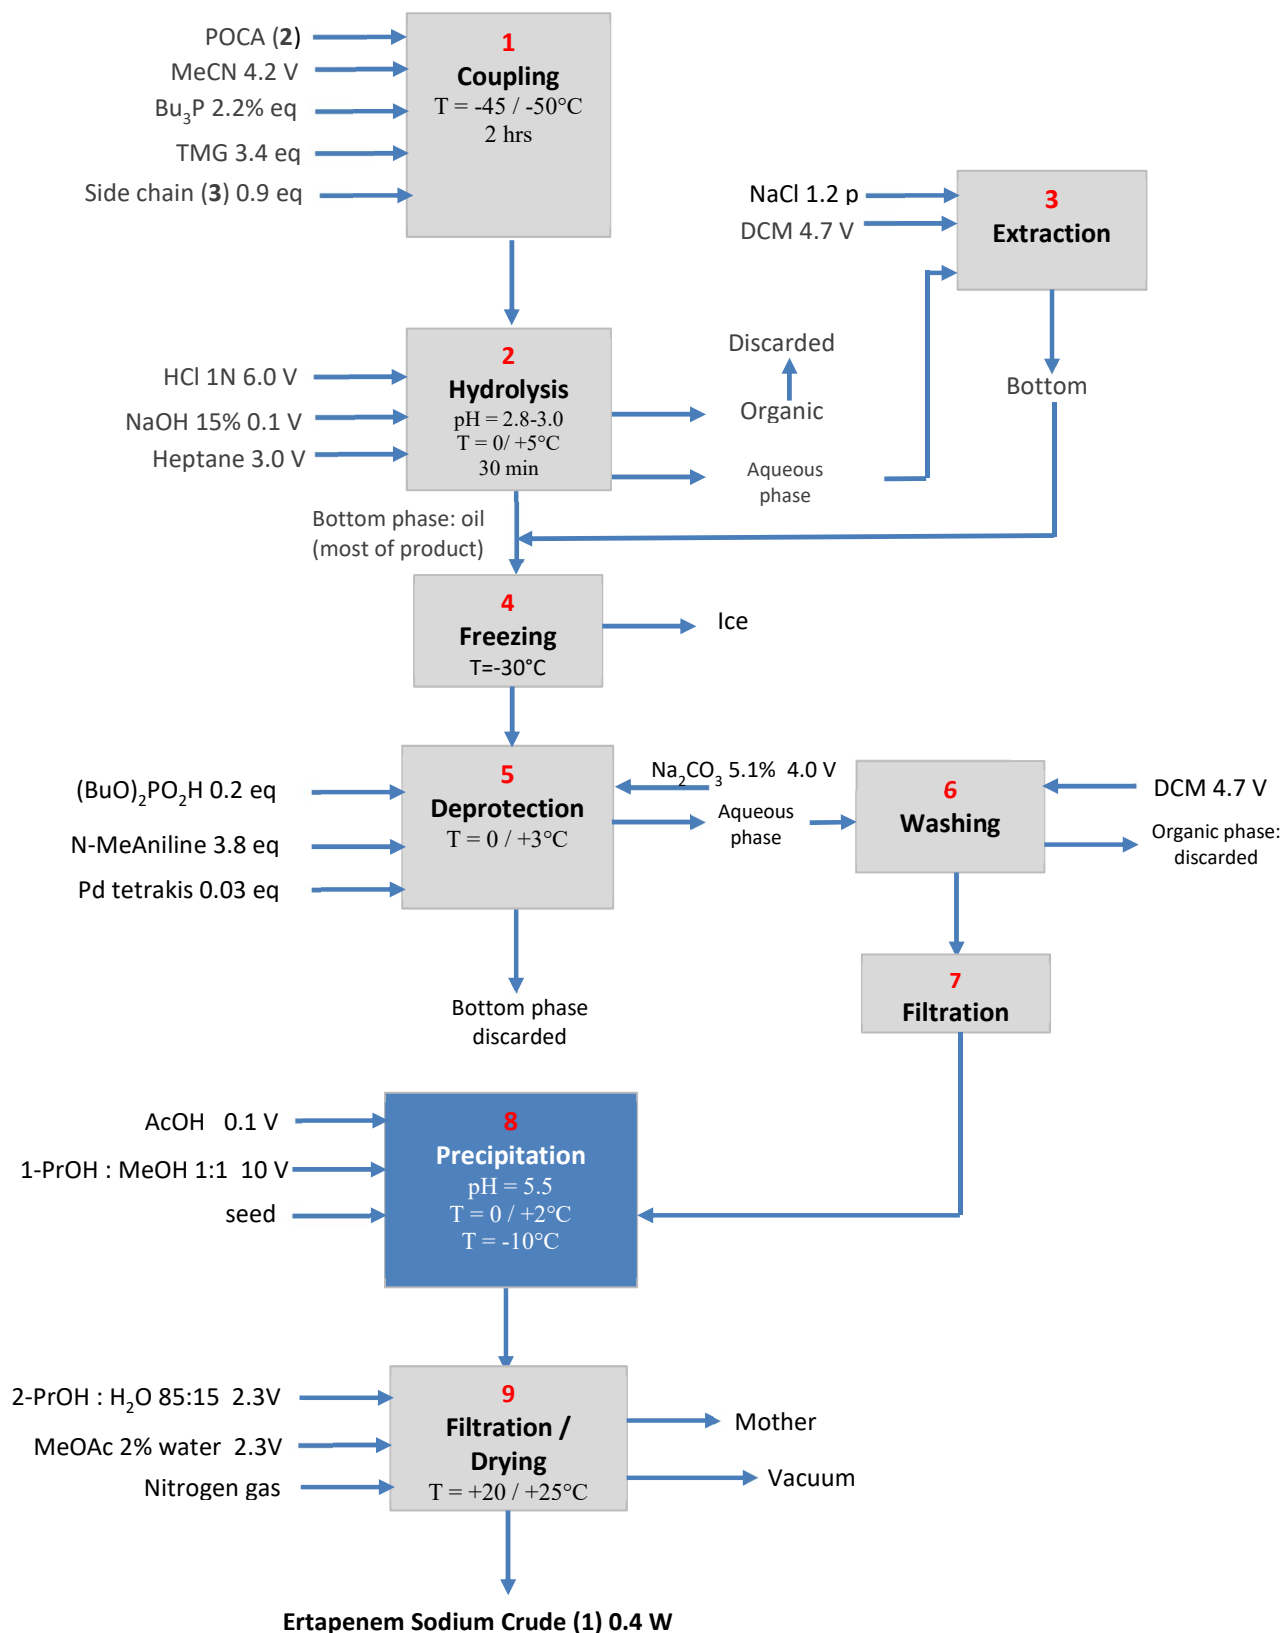 POCA (2)
MeCN 4.2 V
Bu₃P 2.2% eq
TMG 3.4 eq
Side chain (3) 0.9 eq
1
Coupling
T = -45 / -50°C
2 hrs
NaCl 1.2 p
DCM 4.7 V
3
Extraction
Bottom
HCl 1N 6.0 V
NaOH 15% 0.1 V
Heptane 3.0 V
2
Hydrolysis
pH = 2.8-3.0
T = 0/ +5°C
30 min
Discarded
Organic
Aqueous
phase
Bottom phase: oil
(most of product)
4
Freezing
T=-30°C
Ice
(BuO)₂PO₂H 0.2 eq
N-MeAniline 3.8 eq
Pd tetrakis 0.03 eq
5
Deprotection
T = 0 / +3°C
Na₂CO₃ 5.1%  4.0 V
Aqueous
phase
6
Washing
DCM 4.7 V
Organic phase:
discarded
Bottom phase
discarded
7
Filtration
AcOH   0.1 V
1-PrOH : MeOH 1:1  10 V
seed
8
Precipitation
pH = 5.5
T = 0 / +2°C
T = -10°C
2-PrOH : H₂O 85:15  2.3V
MeOAc 2% water  2.3V
Nitrogen gas
9
Filtration /
Drying
T = +20 / +25°C
Mother
Vacuum
Ertapenem Sodium Crude (1) 0.4 W